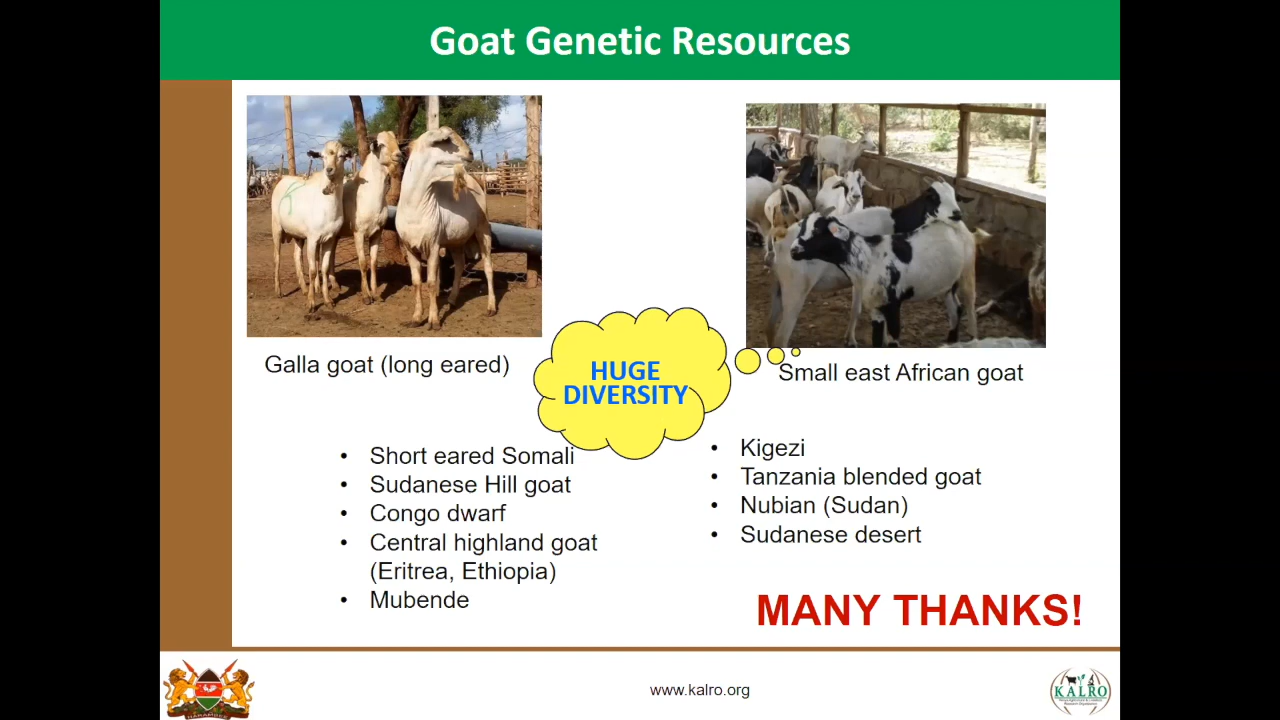 Goat Genetic Resources
Galla goat (long eared)
HUGE
DIVERSITY
Small east African goat
• Short eared Somali
• Sudanese Hill goat
• Congo dwarf
• Central highland goat
(Eritrea, Ethiopia)
• Mubende
• Kigezi
• Tanzania blended goat
• Nubian (Sudan)
• Sudanese desert
MANY THANKS!
HARAMBEE
www.kalro.org
KALRO